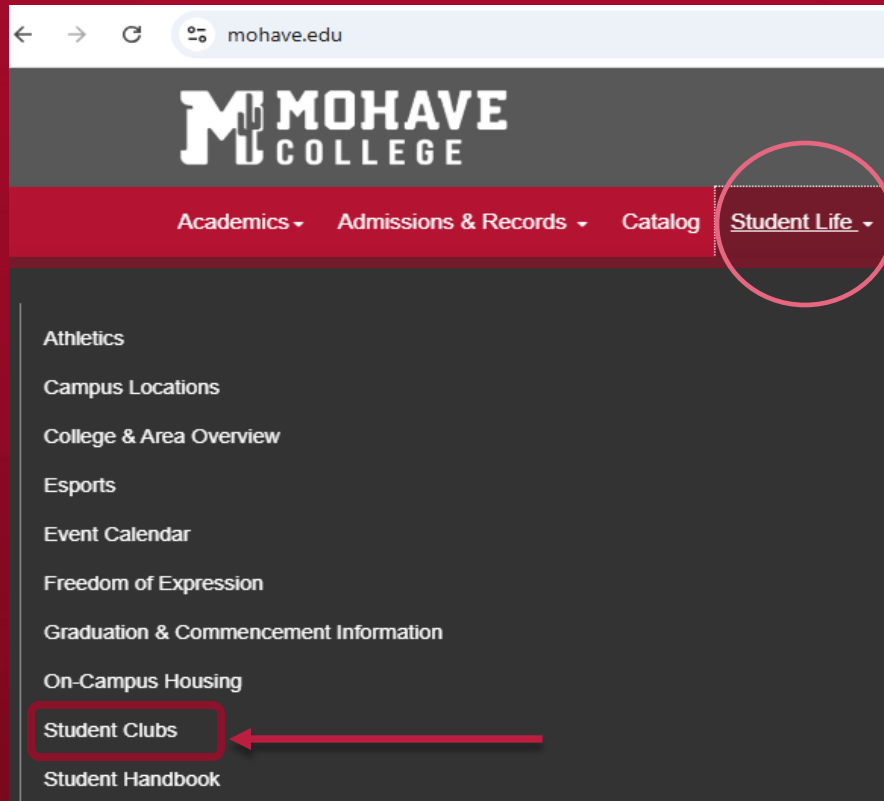 mohave.edu
MOHAVE
COLLEGE
Academics Admissions & Records Catalog Student Life
Athletics
Campus Locations
College & Area Overview
Esports
Event Calendar
Freedom of Expression
Graduation & Commencement Information
On-Campus Housing
Student Clubs
Student Handbook